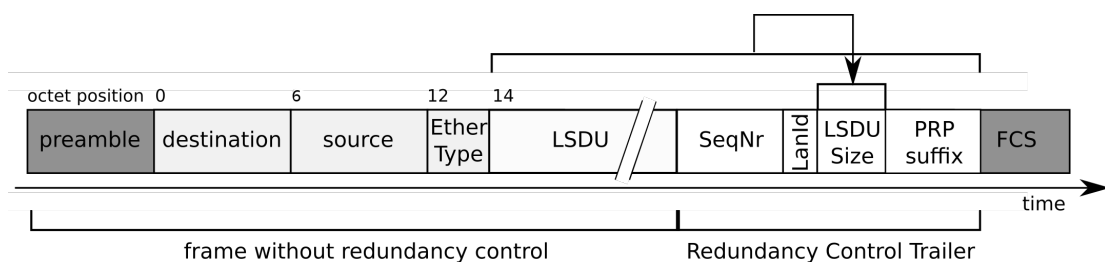 octet position 0 6 12 14
preamble destination source Ether Type LSDU SeqNr LanId LSDU Size PRP suffix FCS
time
frame without redundancy control Redundancy Control Trailer